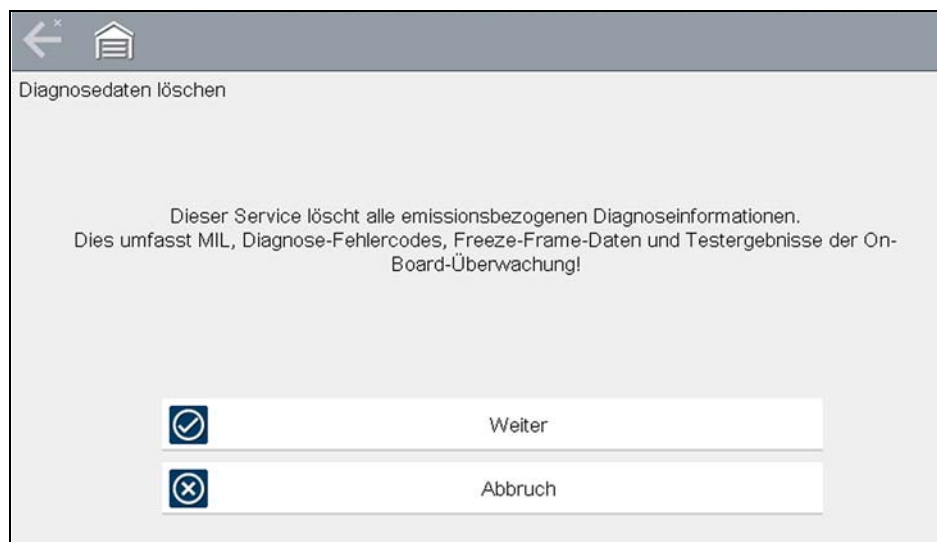 Diagnosedaten löschen
Dieser Service löscht alle emissionsbezogenen Diagnoseinformationen.
Dies umfasst MIL, Diagnose-Fehlercodes, Freeze-Frame-Daten und Testergebnisse der On-
Board-Überwachung!
Weiter
Abbruch